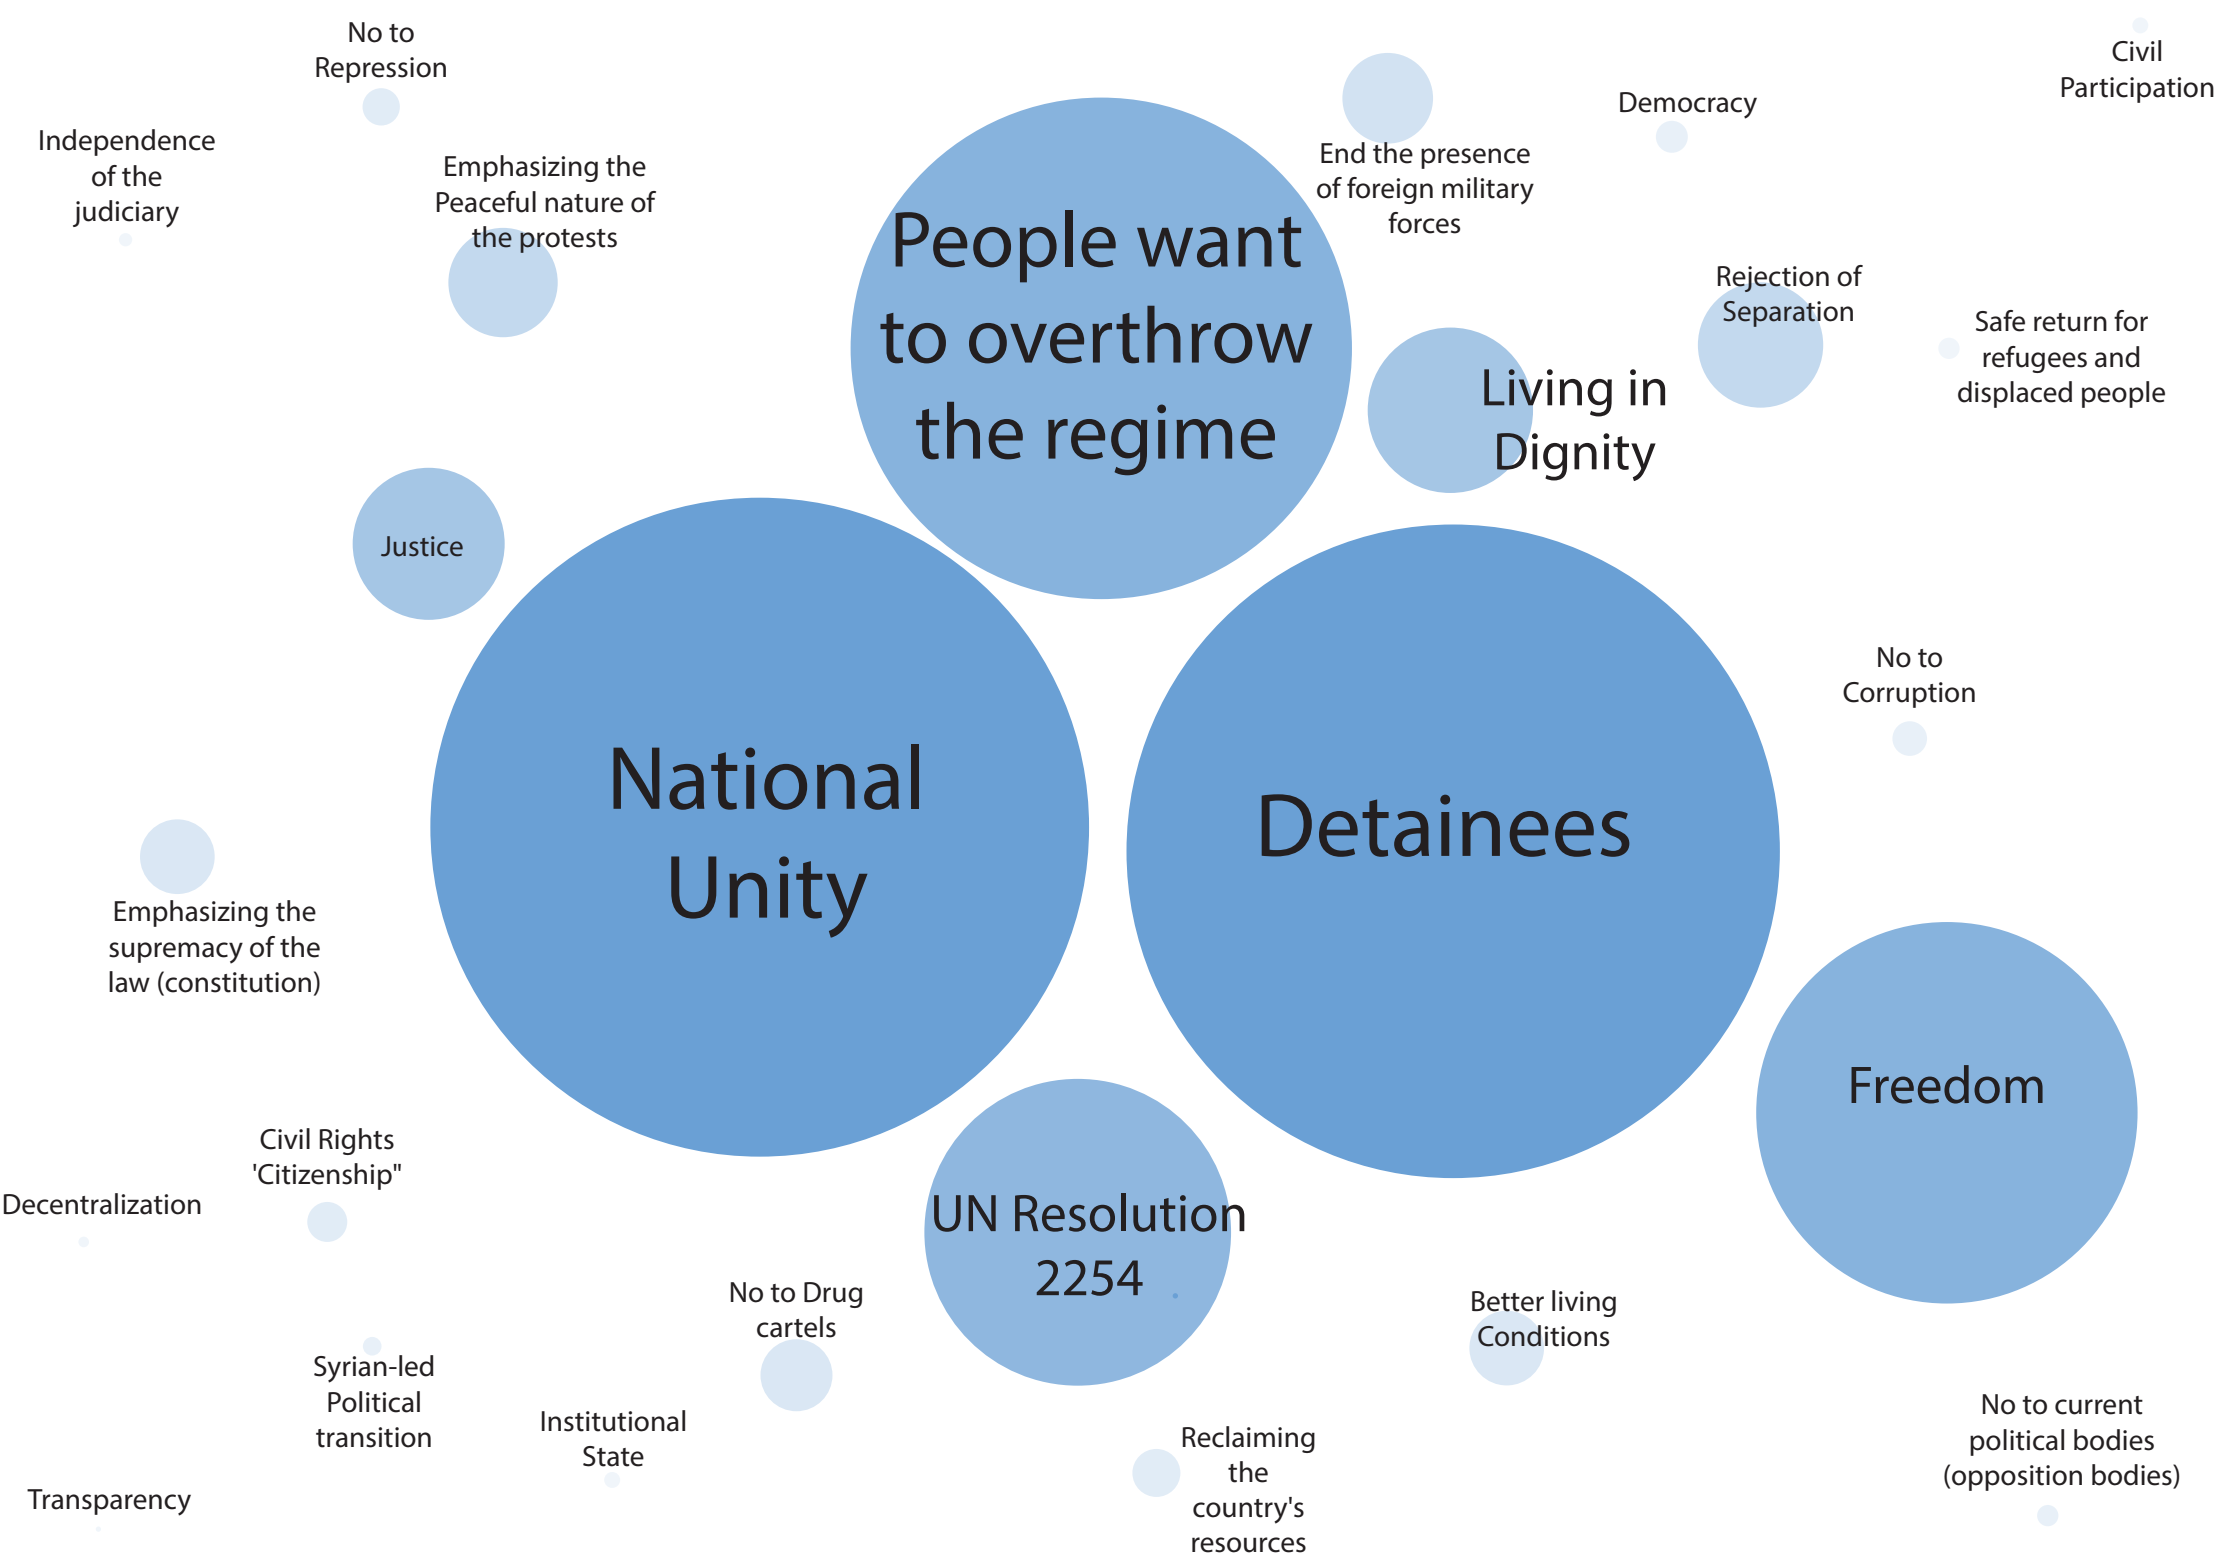 No to
Repression
Civil
Participation
Democracy
Independence
of the
judiciary
Emphasizing the
Peaceful nature of
the protests
End the presence
of foreign military
forces
People want
to overthrow
the regime
Rejection of
Separation
Safe return for
refugees and
displaced people
Living in
Dignity
Justice
No to
Corruption
National
Unity
Detainees
Emphasizing the
supremacy of the
law (constitution)
Freedom
Civil Rights
'Citizenship"
Decentralization
UN Resolution
2254
No to Drug
cartels
Better living
Conditions
Syrian-led
Political
transition
Institutional
State
Reclaiming
the
country's
resources
No to current
political bodies
(opposition bodies)
Transparency